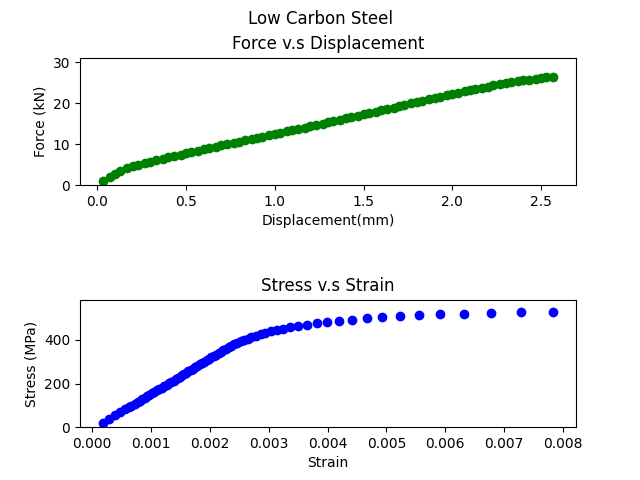 Low Carbon Steel
Force v.s Displacement
30
20
10
0
Force (kN)
0.0 0.5 1.0 1.5 2.0 2.5
Displacement(mm)
Stress v.s Strain
400
200
0
Stress (MPa)
0.000 0.001 0.002 0.003 0.004 0.005 0.006 0.007 0.008
Strain